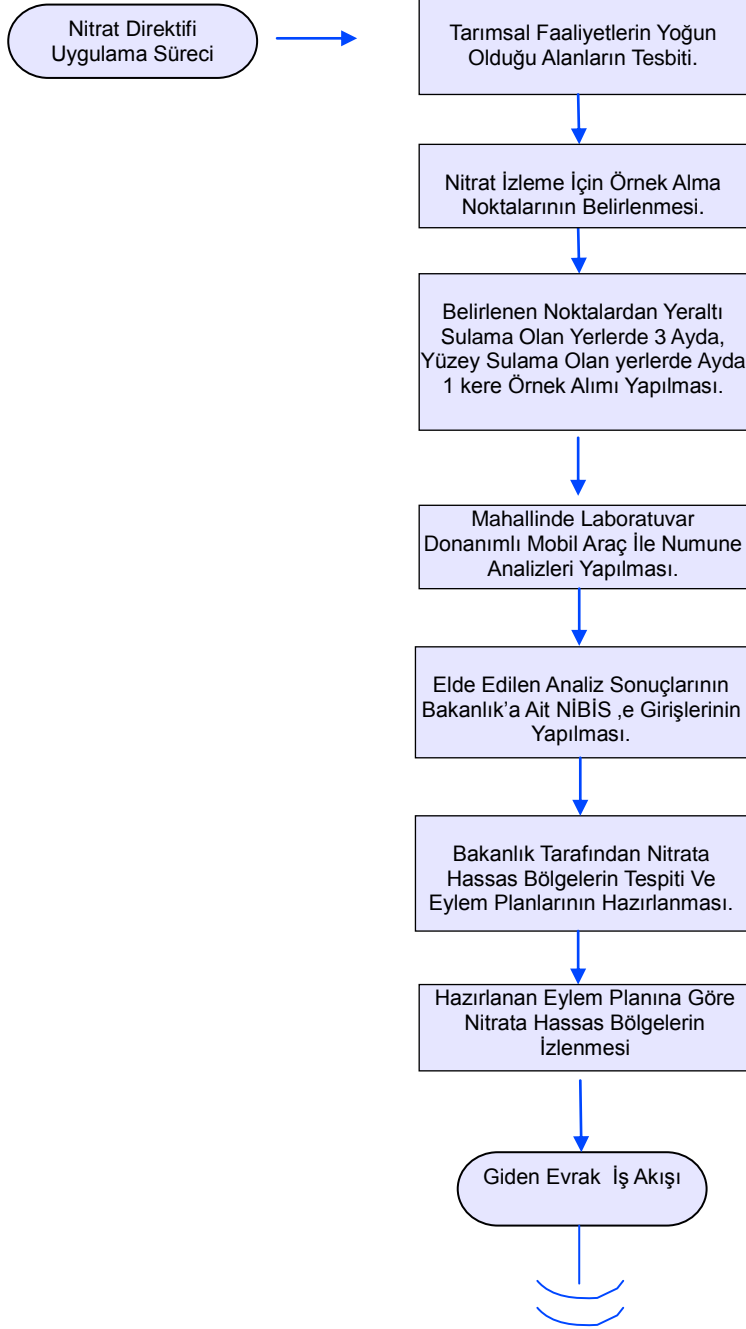 Nitrat Direktifi
Uygulama Süreci
Tarımsal Faaliyetlerin Yoğun
Olduğu Alanların Tesbiti.
Nitrat İzleme İçin Örnek Alma
Noktalarının Belirlenmesi.
Belirlenen Noktalardan Yeraltı
Sulama Olan Yerlerde 3 Ayda,
Yüzey Sulama Olan yerlerde Ayda
1 kere Örnek Alımı Yapılması.
Mahallinde Laboratuvar
Donanımlı Mobil Araç İle Numune
Analizleri Yapılması.
Elde Edilen Analiz Sonuçlarının
Bakanlık’a Ait NİBİS ,e Girişlerinin
Yapılması.
Bakanlık Tarafından Nitrata
Hassas Bölgelerin Tespiti Ve
Eylem Planlarının Hazırlanması.
Hazırlanan Eylem Planına Göre
Nitrata Hassas Bölgelerin
İzlenmesi
Giden Evrak İş Akışı